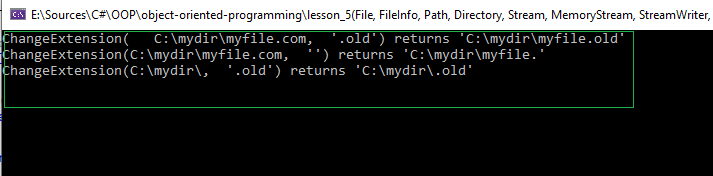 E:\Sources\C#\OOP\object-oriented-programming\lesson_5(File, FileInfo, Path, Directory, Stream, MemoryStream, StreamWriter,
ChangeExtension(   C:\mydir\myfile.com,  '.old') returns 'C:\mydir\myfile.old'
ChangeExtension(C:\mydir\myfile.com,  '') returns 'C:\mydir\myfile.'
ChangeExtension(C:\mydir\,  '.old') returns 'C:\mydir\.old'